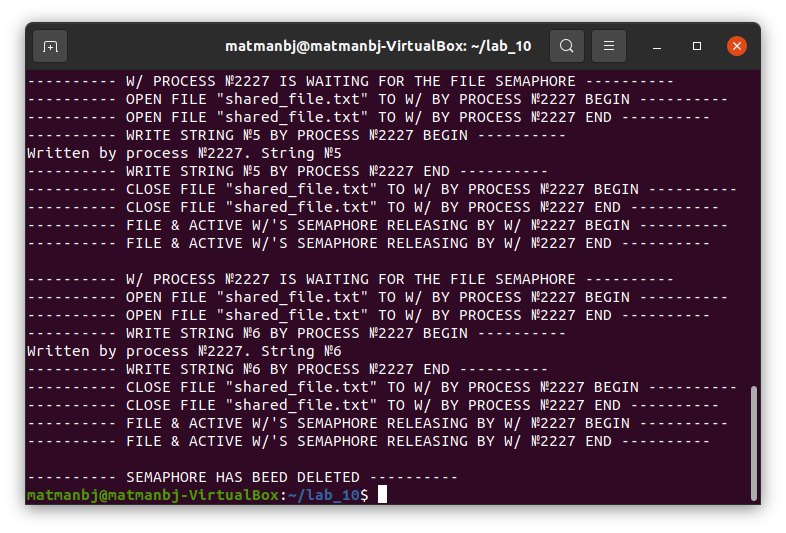 matmanbj@matmanbj-VirtualBox: ~/lab_10
---------- W/ PROCESS №2227 IS WAITING FOR THE FILE SEMAPHORE ----------
---------- OPEN FILE "shared_file.txt" TO W/ BY PROCESS №2227 BEGIN ----------
---------- OPEN FILE "shared_file.txt" TO W/ BY PROCESS №2227 END ----------
---------- WRITE STRING №5 BY PROCESS №2227 BEGIN ----------
Written by process №2227. String №5
---------- WRITE STRING №5 BY PROCESS №2227 END ----------
---------- CLOSE FILE "shared_file.txt" TO W/ BY PROCESS №2227 BEGIN ----------
---------- CLOSE FILE "shared_file.txt" TO W/ BY PROCESS №2227 END ----------
---------- FILE & ACTIVE W/'S SEMAPHORE RELEASING BY W/ №2227 BEGIN ----------
---------- FILE & ACTIVE W/'S SEMAPHORE RELEASING BY W/ №2227 END ----------
---------- W/ PROCESS №2227 IS WAITING FOR THE FILE SEMAPHORE ----------
---------- OPEN FILE "shared_file.txt" TO W/ BY PROCESS №2227 BEGIN ----------
---------- OPEN FILE "shared_file.txt" TO W/ BY PROCESS №2227 END ----------
---------- WRITE STRING №6 BY PROCESS №2227 BEGIN ----------
Written by process №2227. String №6
---------- WRITE STRING №6 BY PROCESS №2227 END ----------
---------- CLOSE FILE "shared_file.txt" TO W/ BY PROCESS №2227 BEGIN ----------
---------- CLOSE FILE "shared_file.txt" TO W/ BY PROCESS №2227 END ----------
---------- FILE & ACTIVE W/'S SEMAPHORE RELEASING BY W/ №2227 BEGIN ----------
---------- FILE & ACTIVE W/'S SEMAPHORE RELEASING BY W/ №2227 END ----------
---------- SEMAPHORE HAS BEED DELETED ----------
matmanbj@matmanbj-VirtualBox:~/lab_10$